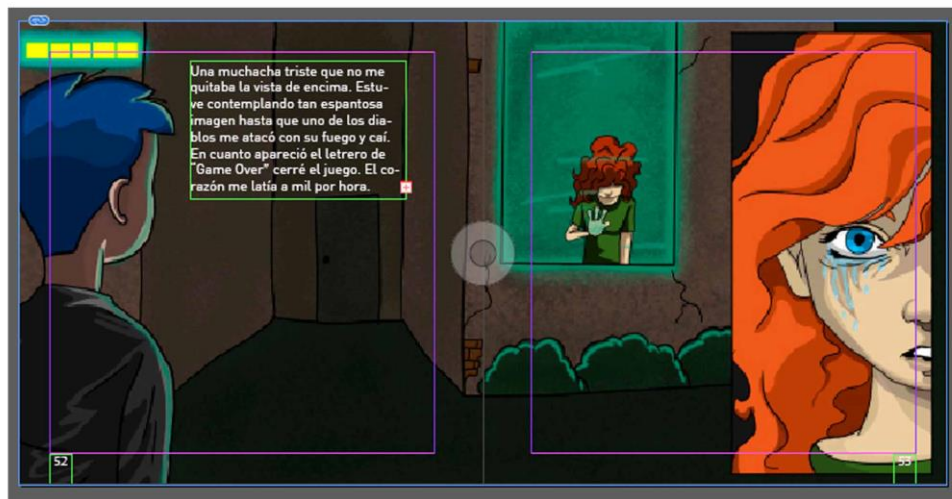 Una muchacha triste que no me
quitaba la vista de encima. Estu-
ve contemplando tan espantosa
imagen hasta que uno de los dia-
blos me atacó con su fuego y caí.
En cuanto apareció el letrero de
"Game Over" cerré el juego. El co-
razón me latía a mil por hora.
52
53